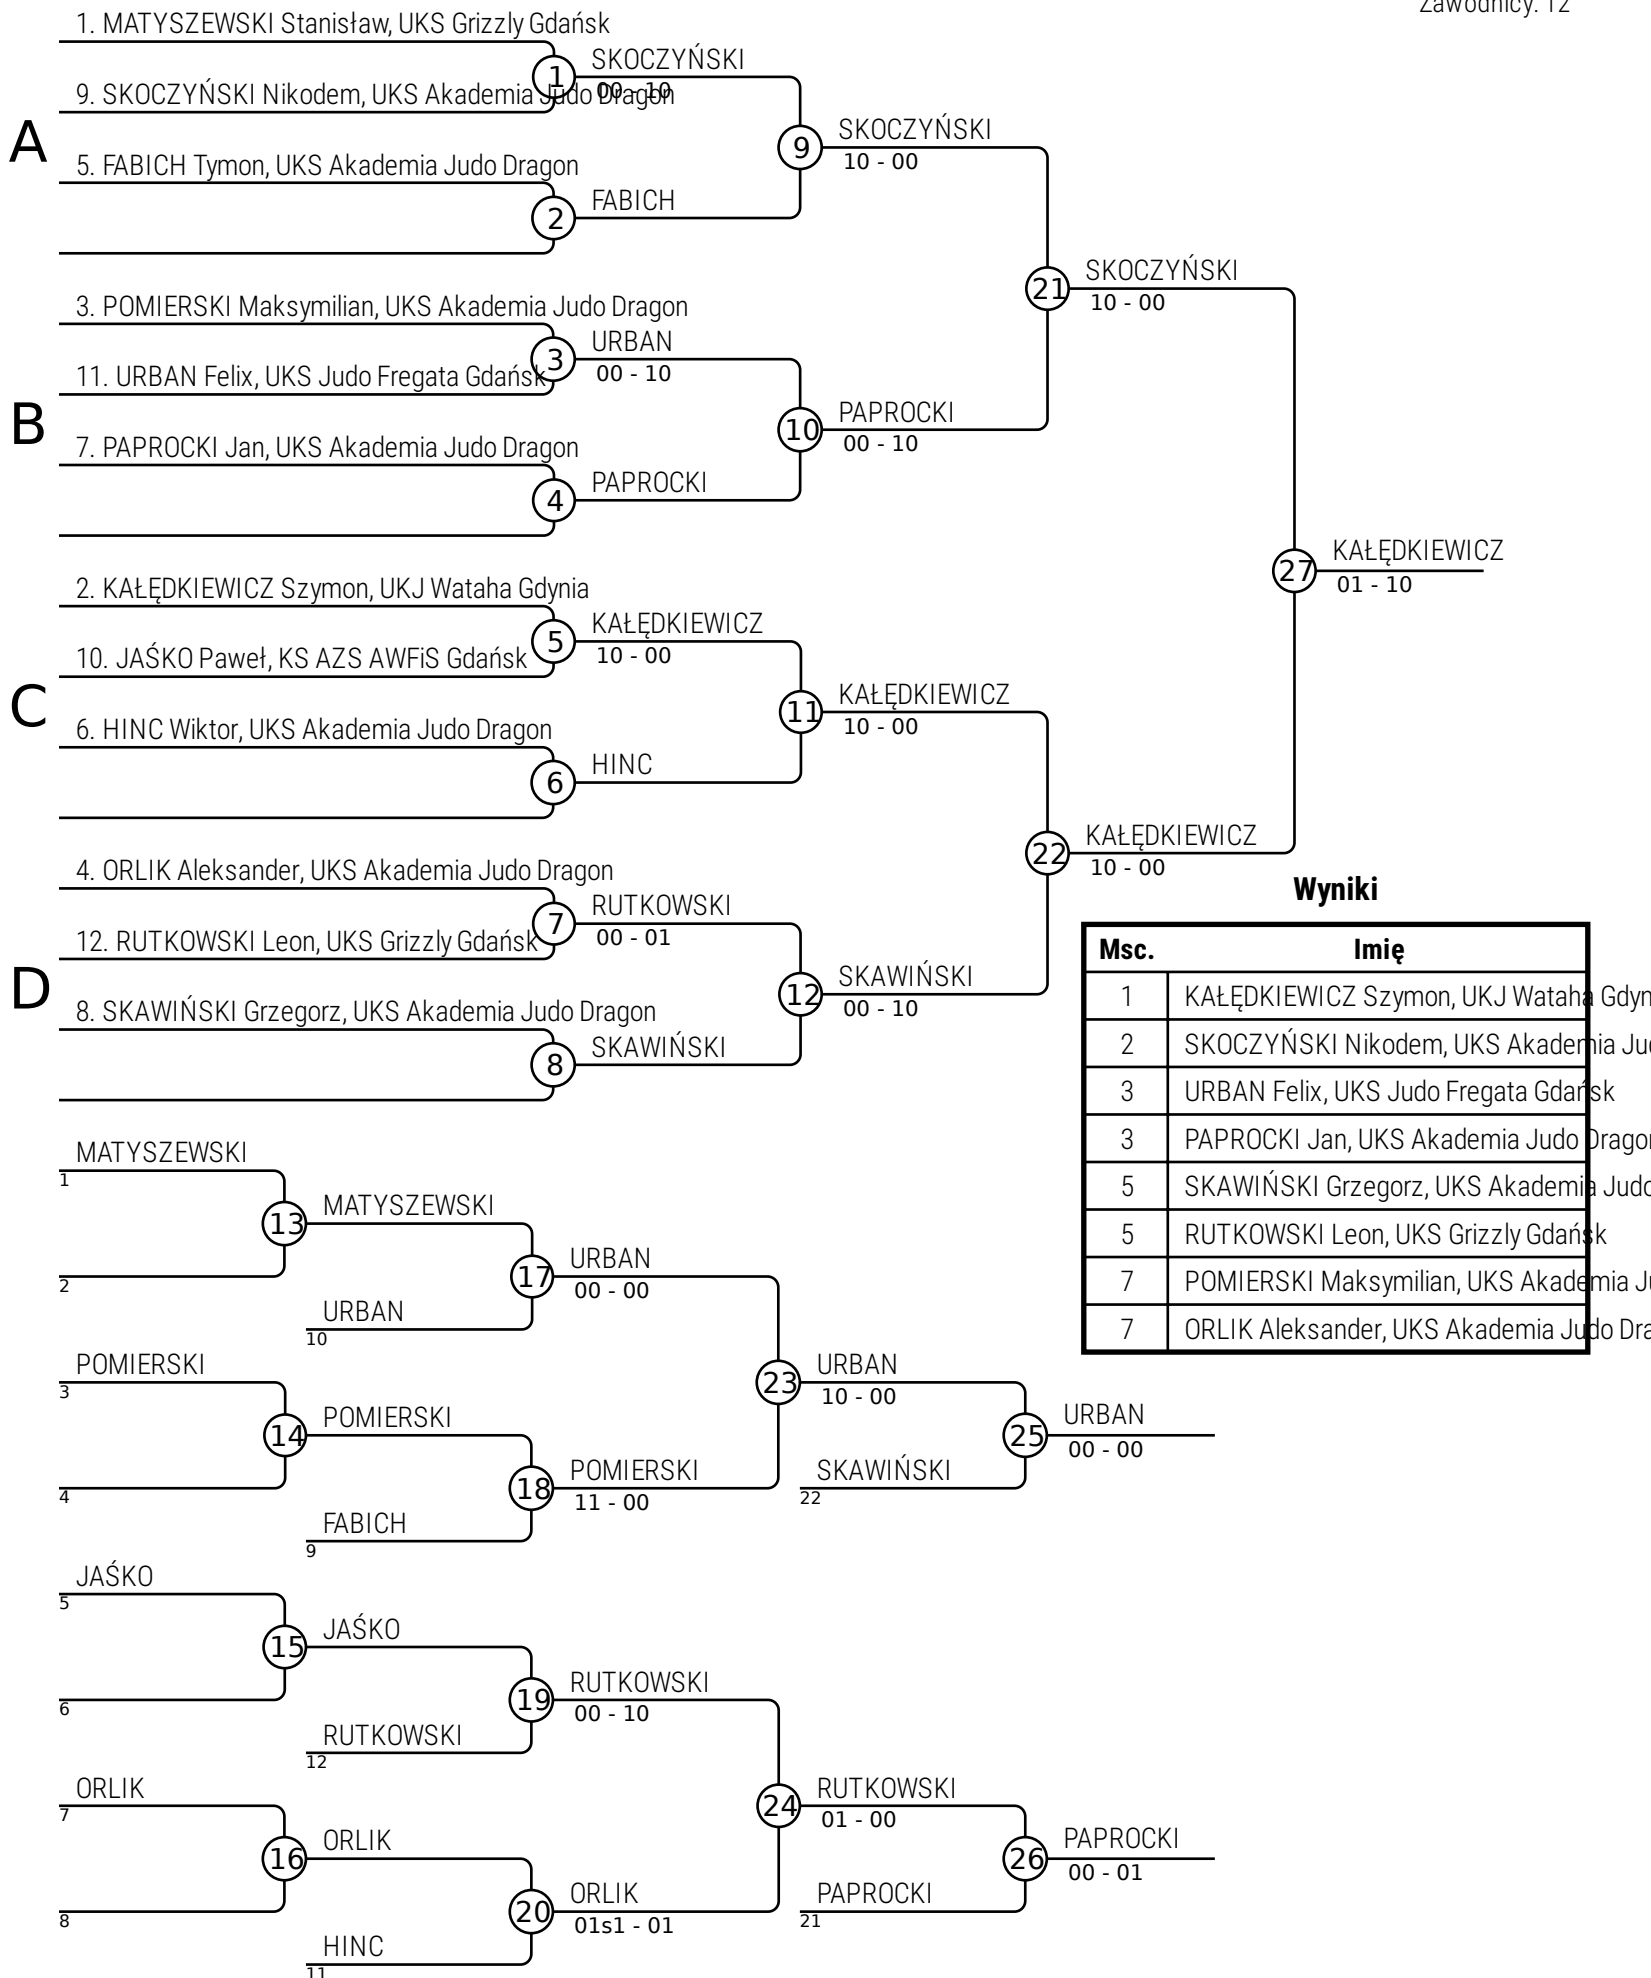 Zawodnicy: 12
1. MATYSZEWSKI Stanisław, UKS Grizzly Gdańsk
SKOCZYŃSKI
1
00 - 10
9. SKOCZYŃSKI Nikodem, UKS Akademia Judo Dragon
A
SKOCZYŃSKI
9
10 - 00
5. FABICH Tymon, UKS Akademia Judo Dragon
FABICH
2
SKOCZYŃSKI
21
10 - 00
3. POMIERSKI Maksymilian, UKS Akademia Judo Dragon
URBAN
3
00 - 10
11. URBAN Felix, UKS Judo Fregata Gdańsk
B
PAPROCKI
10
00 - 10
7. PAPROCKI Jan, UKS Akademia Judo Dragon
PAPROCKI
4
KAŁĘDKIEWICZ
27
01 - 10
2. KAŁĘDKIEWICZ Szymon, UKJ Wataha Gdynia
KAŁĘDKIEWICZ
5
10 - 00
10. JAŚKO Paweł, KS AZS AWFiS Gdańsk
C
KAŁĘDKIEWICZ
11
10 - 00
6. HINC Wiktor, UKS Akademia Judo Dragon
HINC
6
KAŁĘDKIEWICZ
22
10 - 00
4. ORLIK Aleksander, UKS Akademia Judo Dragon
RUTKOWSKI
7
00 - 01
12. RUTKOWSKI Leon, UKS Grizzly Gdańsk
D
SKAWIŃSKI
12
00 - 10
8. SKAWIŃSKI Grzegorz, UKS Akademia Judo Dragon
SKAWIŃSKI
8
Wyniki
Msc. Imię
1 KAŁĘDKIEWICZ Szymon, UKJ Wataha Gdyn
2 SKOCZYŃSKI Nikodem, UKS Akademia Ju
3 URBAN Felix, UKS Judo Fregata Gdańsk
3 PAPROCKI Jan, UKS Akademia Judo Drago
5 SKAWIŃSKI Grzegorz, UKS Akademia Judo
5 RUTKOWSKI Leon, UKS Grizzly Gdańsk
7 POMIERSKI Maksymilian, UKS Akademia J
7 ORLIK Aleksander, UKS Akademia Judo Dra
MATYSZEWSKI
1
MATYSZEWSKI
13
2
URBAN
17
00 - 00
URBAN
10
POMIERSKI
3
POMIERSKI
14
4
POMIERSKI
18
11 - 00
FABICH
9
URBAN
23
10 - 00
URBAN
25
00 - 00
SKAWIŃSKI
22
JAŚKO
5
JAŚKO
15
6
RUTKOWSKI
19
00 - 10
RUTKOWSKI
12
ORLIK
7
ORLIK
16
8
ORLIK
20
01s1 - 01
HINC
11
RUTKOWSKI
24
01 - 00
PAPROCKI
26
00 - 01
PAPROCKI
21